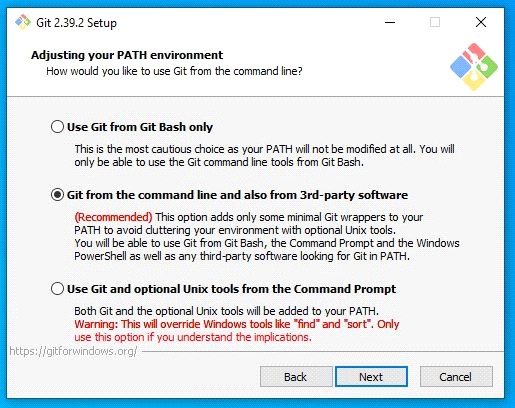 Git 2.39.2 Setup
Adjusting your PATH environment
How would you like to use Git from the command line?
Use Git from Git Bash only
This is the most cautious choice as your PATH will not be modified at all. You will
only be able to use the Git command line tools from Git Bash.
Git from the command line and also from 3rd-party software
(Recommended) This option adds only some minimal Git wrappers to your
PATH to avoid cluttering your environment with optional Unix tools.
You will be able to use Git from Git Bash, the Command Prompt and the Windows
PowerShell as well as any third-party software looking for Git in PATH.
Use Git and optional Unix tools from the Command Prompt
Both Git and the optional Unix tools will be added to your PATH.
Warning: This will override Windows tools like "find" and "sort". Only
use this option if you understand the implications.
https://gitforwindows.org/
Back
Next
Cancel